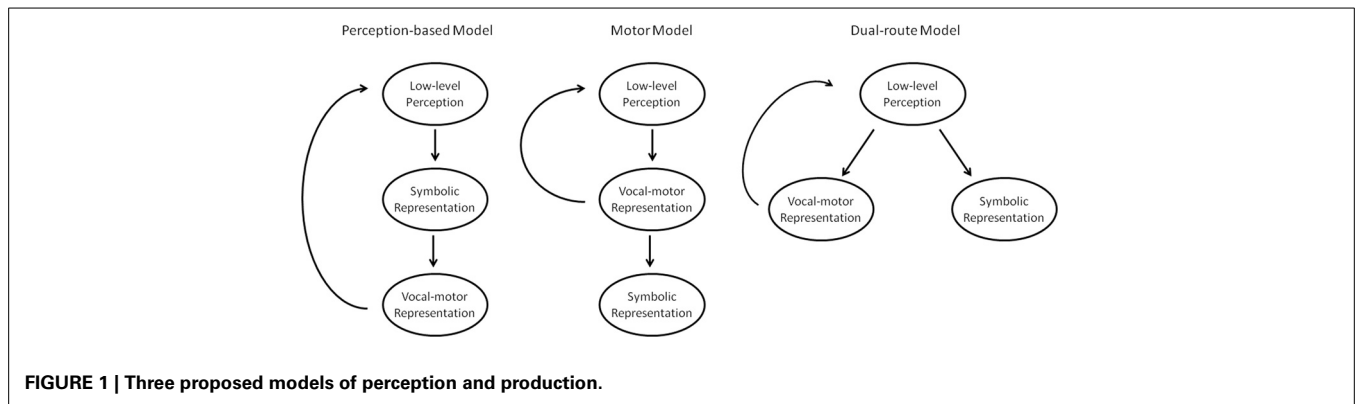 Perception-based Model
Low-level
Perception
Symbolic
Representation
Vocal-motor
Representation
Motor Model
Low-level
Perception
Vocal-motor
Representation
Symbolic
Representation
Dual-route Model
Low-level
Perception
Vocal-motor
Representation
Symbolic
Representation
FIGURE 1 | Three proposed models of perception and production.